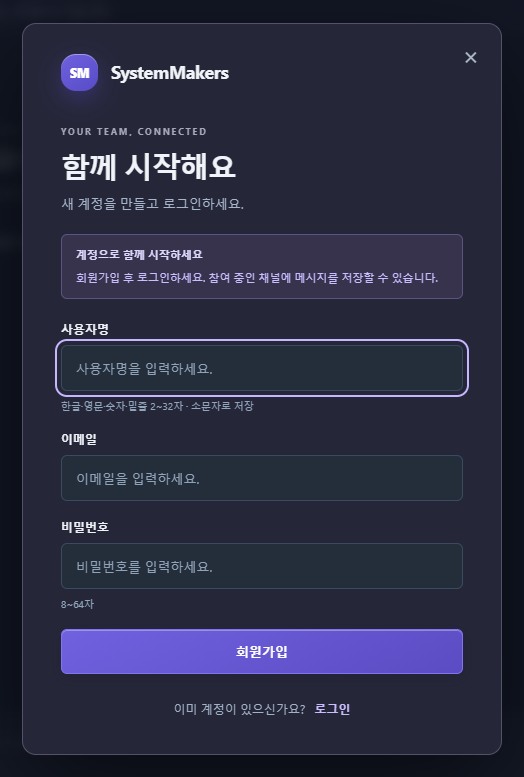 SM SystemMakers
✕
YOUR TEAM, CONNECTED
함께 시작해요
새 계정을 만들고 로그인하세요.
계정으로 함께 시작하세요
회원가입 후 로그인하세요. 참여 중인 채널에 메시지를 저장할 수 있습니다.
사용자명
사용자명을 입력하세요.
한글·영문·숫자·밑줄 2~32자 · 소문자로 저장
이메일
이메일을 입력하세요.
비밀번호
비밀번호를 입력하세요.
8~64자
회원가입
이미 계정이 있으신가요? 로그인